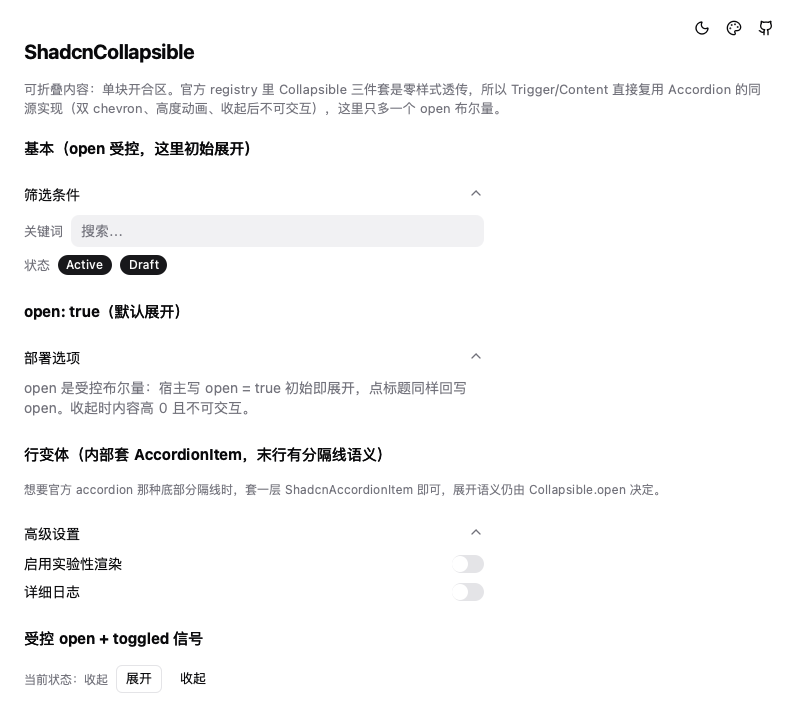 ShadcnCollapsible
可折叠内容：单块开合区。官方 registry 里 Collapsible 三件套是零样式透传，所以 Trigger/Content 直接复用 Accordion 的同
源实现（双 chevron、高度动画、收起后不可交互），这里只多一个 open 布尔量。
基本（open 受控，这里初始展开）
筛选条件
关键词 搜索…
状态 Active Draft
open: true（默认展开）
部署选项
open 是受控布尔量：宿主写 open = true 初始即展开，点标题同样回写
open。收起时内容高 0 且不可交互。
行变体（内部套 AccordionItem，末行有分隔线语义）
想要官方 accordion 那种底部分隔线时，套一层 ShadcnAccordionItem 即可，展开语义仍由 Collapsible.open 决定。
高级设置
启用实验性渲染
详细日志
受控 open + toggled 信号
当前状态：收起 展开 收起